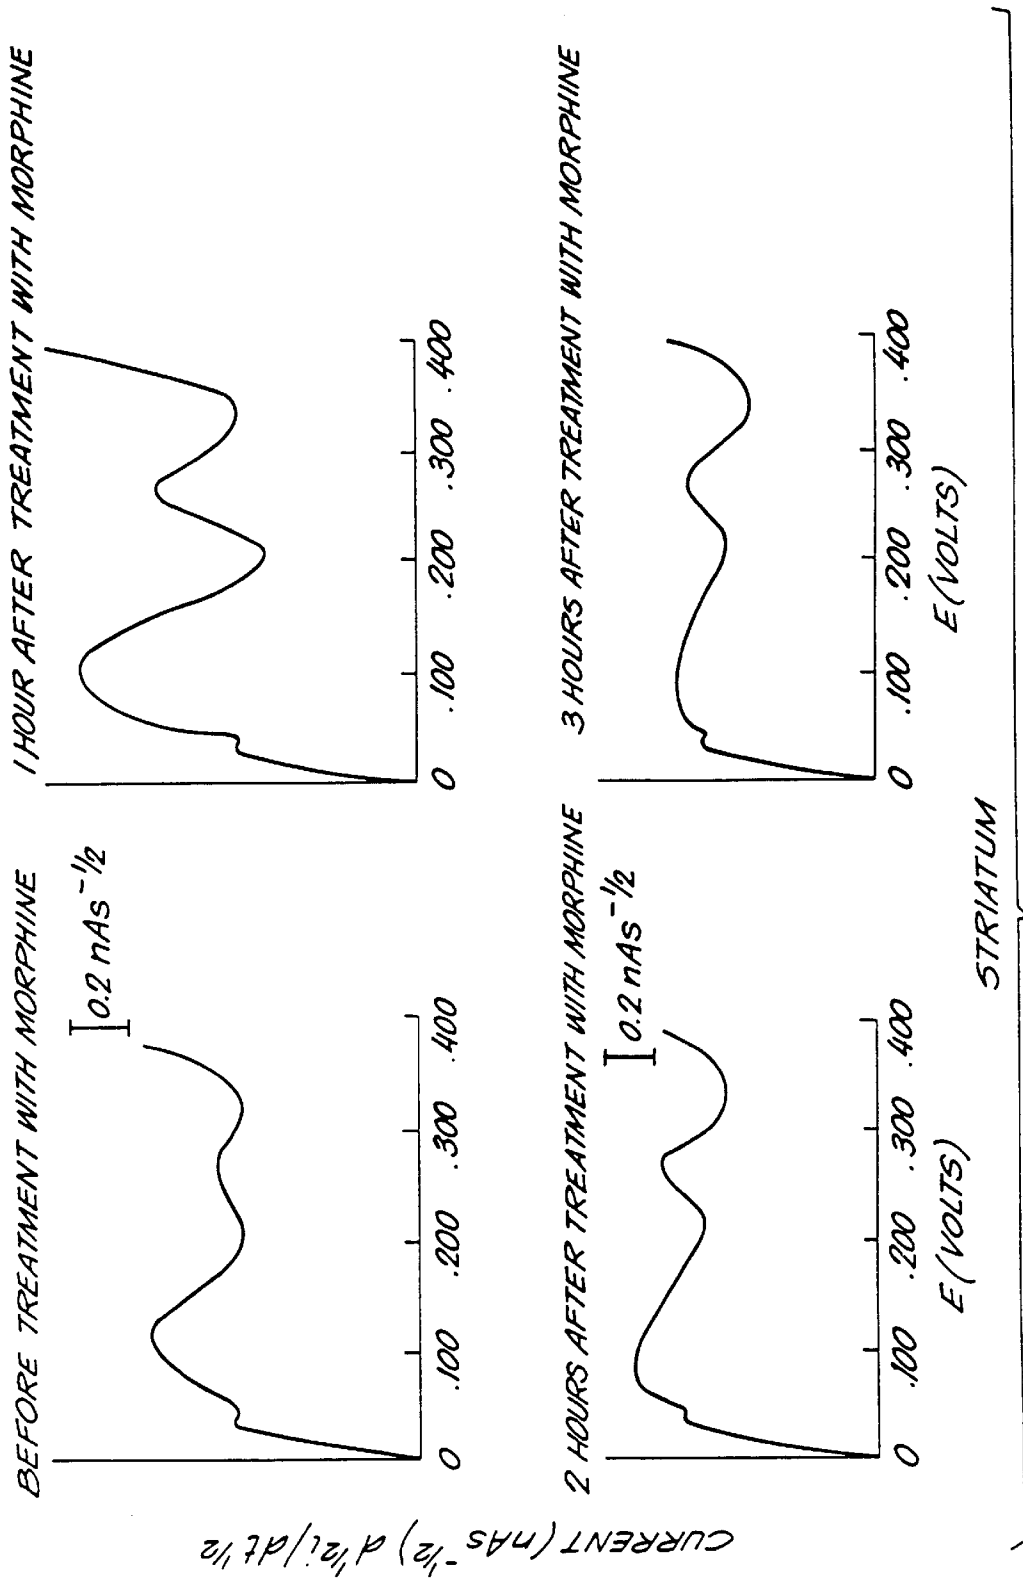 BEFORE TREATMENT WITH MORPHINE
0.2 nAs^-1/2
0 .100 .200 .300 .400
1 HOUR AFTER TREATMENT WITH MORPHINE
0 .100 .200 .300 .400
CURRENT (nAs^-1/2) d^1/2i/dt^1/2
2 HOURS AFTER TREATMENT WITH MORPHINE
0.2 nAs^-1/2
0 .100 .200 .300 .400
E (VOLTS)
3 HOURS AFTER TREATMENT WITH MORPHINE
0 .100 .200 .300 .400
E (VOLTS)
STRIATUM